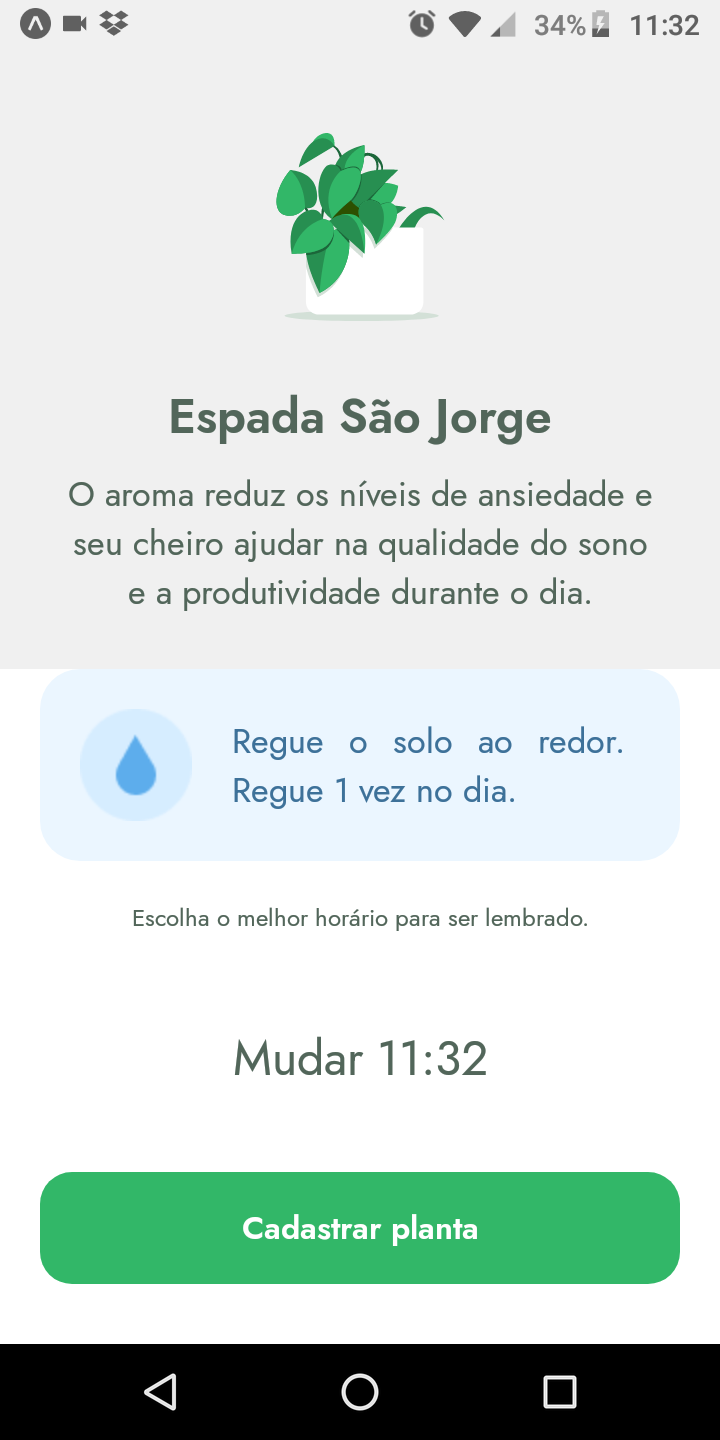 34% 11:32
Espada São Jorge
O aroma reduz os níveis de ansiedade e
seu cheiro ajudar na qualidade do sono
e a produtividade durante o dia.
Regue o solo ao redor.
Regue 1 vez no dia.
Escolha o melhor horário para ser lembrado.
Mudar 11:32
Cadastrar planta